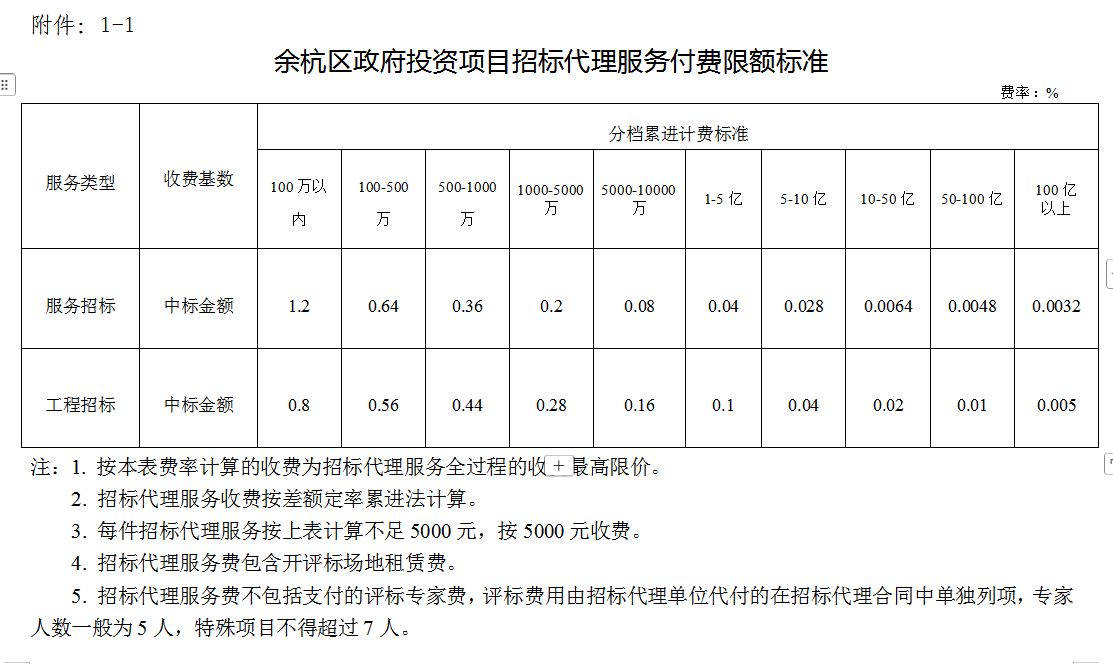 附件：1-1
余杭区政府投资项目招标代理服务付费限额标准
费率：%
服务类型 收费基数 分档累进计费标准
100万以内 100-500万 500-1000万 1000-5000万 5000-10000万 1-5亿 5-10亿 10-50亿 50-100亿 100亿以上
服务招标 中标金额 1.2 0.64 0.36 0.2 0.08 0.04 0.028 0.0064 0.0048 0.0032
工程招标 中标金额 0.8 0.56 0.44 0.28 0.16 0.1 0.04 0.02 0.01 0.005
注：1. 按本表费率计算的收费为招标代理服务全过程的收最高限价。
2. 招标代理服务收费按差额定率累进法计算。
3. 每件招标代理服务按上表计算不足 5000 元，按 5000 元收费。
4. 招标代理服务费包含开评标场地租赁费。
5. 招标代理服务费不包括支付的评标专家费，评标费用由招标代理单位代付的在招标代理合同中单独列项，专家
人数一般为 5 人，特殊项目不得超过 7 人。